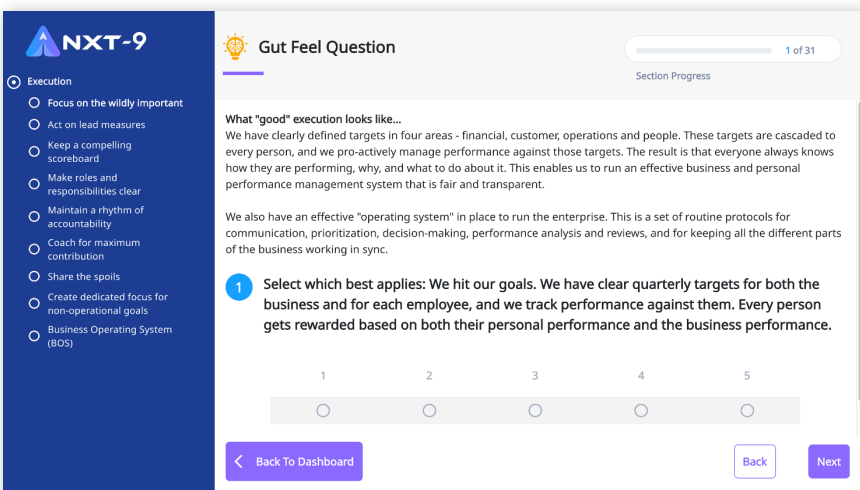 NXT-9
Execution
Focus on the wildly important
Act on lead measures
Keep a compelling
scoreboard
Make roles and
responsibilities clear
Maintain a rhythm of
accountability
Coach for maximum
contribution
Share the spoils
Create dedicated focus for
non-operational goals
Business Operating System
(BOS)
Gut Feel Question
1 of 31
Section Progress
What "good" execution looks like...
We have clearly defined targets in four areas - financial, customer, operations and people. These targets are cascaded to
every person, and we pro-actively manage performance against those targets. The result is that everyone always knows
how they are performing, why, and what to do about it. This enables us to run an effective business and personal
performance management system that is fair and transparent.
We also have an effective "operating system" in place to run the enterprise. This is a set of routine protocols for
communication, prioritization, decision-making, performance analysis and reviews, and for keeping all the different parts
of the business working in sync.
1 Select which best applies: We hit our goals. We have clear quarterly targets for both the
business and for each employee, and we track performance against them. Every person
gets rewarded based on both their personal performance and the business performance.
1 2 3 4 5
Back To Dashboard
Back
Next